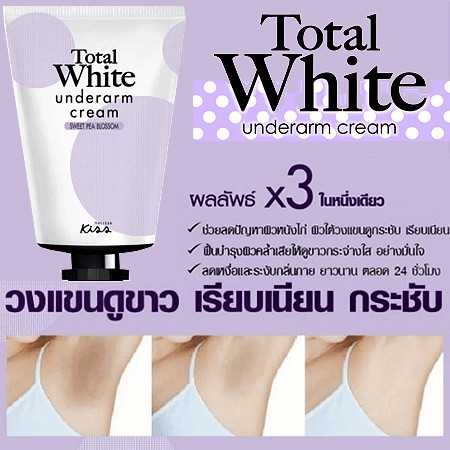 Total
White
underarm
cream
SWEET PEA BLOSSOM
MALISSA
Kiss
Total
White
underarm cream
ผลลัพธ์ x3 ในหนึ่งเดียว
✓ ช่วยลดปัญหาผิวหนังไก่ ผิวใต้วงแขนดูกระชับ เรียบเนียน
✓ ฟื้นบำรุงผิวคล้ำเสียให้ดูขาวกระจ่างใส อย่างมั่นใจ
✓ ลดเหงื่อและระงับกลิ่นกาย ยาวนาน ตลอด 24 ชั่วโมง
วงแขนดูขาว เรียบเนียน กระชับ